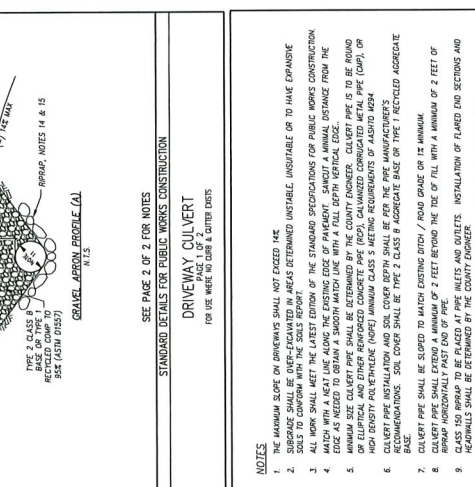 (-) 14% MAX
RIPRAP, NOTES 14 & 15
NOTE 11
TYPE 2 CLASS B
BASE OR TYPE 1
RECYCLED COMP TO
95% (ASTM D1557)
GRAVEL APRON PROFILE (A)
N.T.S.
SEE PAGE 2 OF 2 FOR NOTES
STANDARD DETAILS FOR PUBLIC WORKS CONSTRUCTION
DRIVEWAY CULVERT
PAGE 1 OF 2
FOR USE WHERE NO CURB & GUTTER EXISTS
NOTES
1. THE MAXIMUM SLOPE ON DRIVEWAYS SHALL NOT EXCEED 14%
2. SUBGRADE SHALL BE OVER-EXCAVATED IN AREAS DETERMINED UNSTABLE, UNSUITABLE OR TO HAVE EXPANSIVE
SOILS TO CONFORM WITH THE SOILS REPORT.
3. ALL WORK SHALL MEET THE LATEST EDITION OF THE STANDARD SPECIFICATIONS FOR PUBLIC WORKS CONSTRUCTION.
4. MATCH WITH A NEAT LINE ALONG THE EXISTING EDGE OF PAVEMENT. SAWCUT A MINIMAL DISTANCE FROM THE
EDGE AS NEEDED TO OBTAIN A SMOOTH MATCH LINE WITH A FULL DEPTH VERTICAL EDGE.
5. MINIMUM SIZE CULVERT PIPE SHALL BE DETERMINED BY THE COUNTY ENGINEER. CULVERT PIPE IS TO BE ROUND
OR ELLIPTICAL AND EITHER REINFORCED CONCRETE PIPE (RCP), GALVANIZED CORRUGATED METAL PIPE (CMP), OR
HIGH DENSITY POLYETHYLENE (HDPE) MINIMUM CLASS S MEETING REQUIREMENTS OF AASHTO M294.
6. CULVERT PIPE INSTALLATION AND SOIL COVER DEPTH SHALL BE PER THE PIPE MANUFACTURER'S
RECOMMENDATIONS. SOIL COVER SHALL BE TYPE 2 CLASS B AGGREGATE BASE OR TYPE 1 RECYCLED AGGREGATE
BASE.
7. CULVERT PIPE SHALL BE SLOPED TO MATCH EXISTING DITCH / ROAD GRADE OR 1% MINIMUM.
8. CULVERT PIPE SHALL EXTEND A MINIMUM OF 2 FEET BEYOND THE TOE OF FILL WITH A MINIMUM OF 2 FEET OF
RIPRAP HORIZONTALLY PAST END OF PIPE.
9. CLASS 150 RIPRAP TO BE PLACED AT PIPE INLETS AND OUTLETS. INSTALLATION OF FLARED END SECTIONS AND
HEADWALLS SHALL BE DETERMINED BY THE COUNTY ENGINEER.